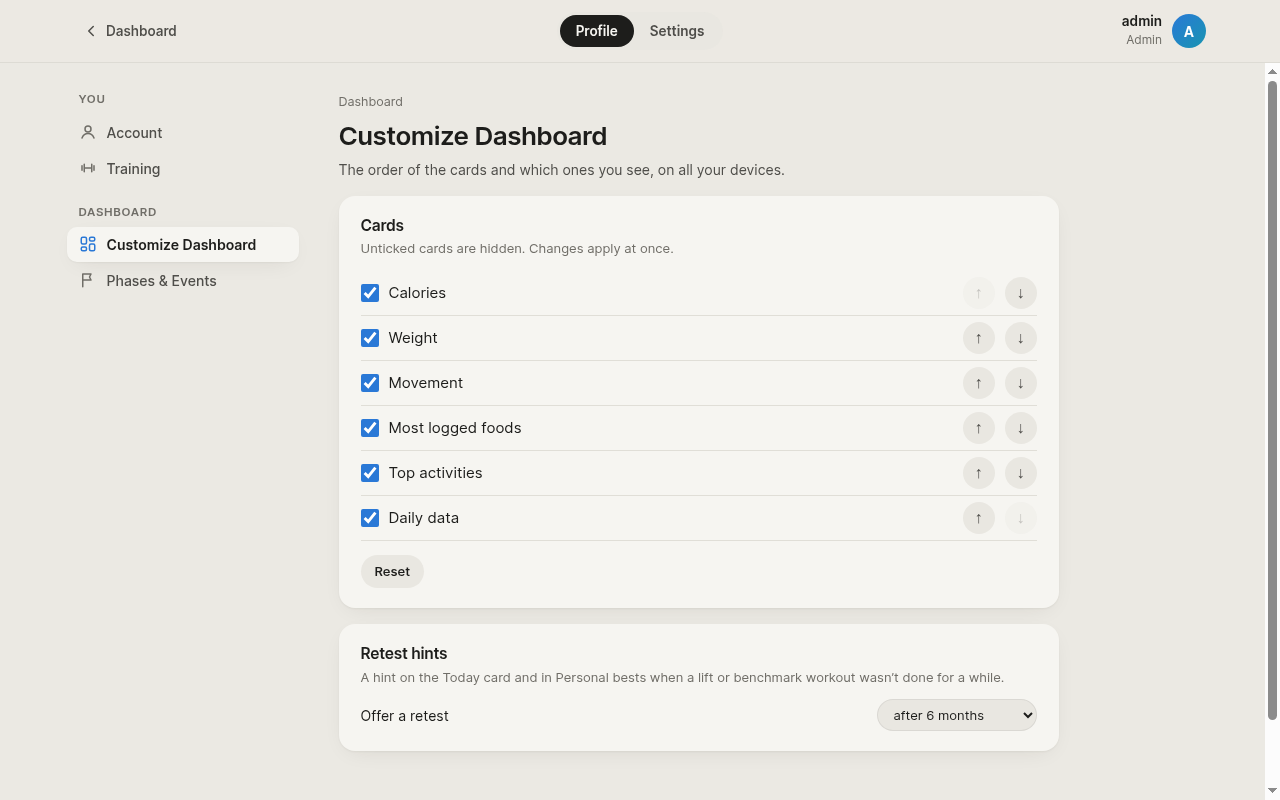 Dashboard
Profile
Settings
admin
Admin
A
YOU
Account
Training
DASHBOARD
Customize Dashboard
Phases & Events
Dashboard
Customize Dashboard
The order of the cards and which ones you see, on all your devices.
Cards
Unticked cards are hidden. Changes apply at once.
Calories ↑ ↓
Weight ↑ ↓
Movement ↑ ↓
Most logged foods ↑ ↓
Top activities ↑ ↓
Daily data ↑ ↓
Reset
Retest hints
A hint on the Today card and in Personal bests when a lift or benchmark workout wasn't done for a while.
Offer a retest
after 6 months